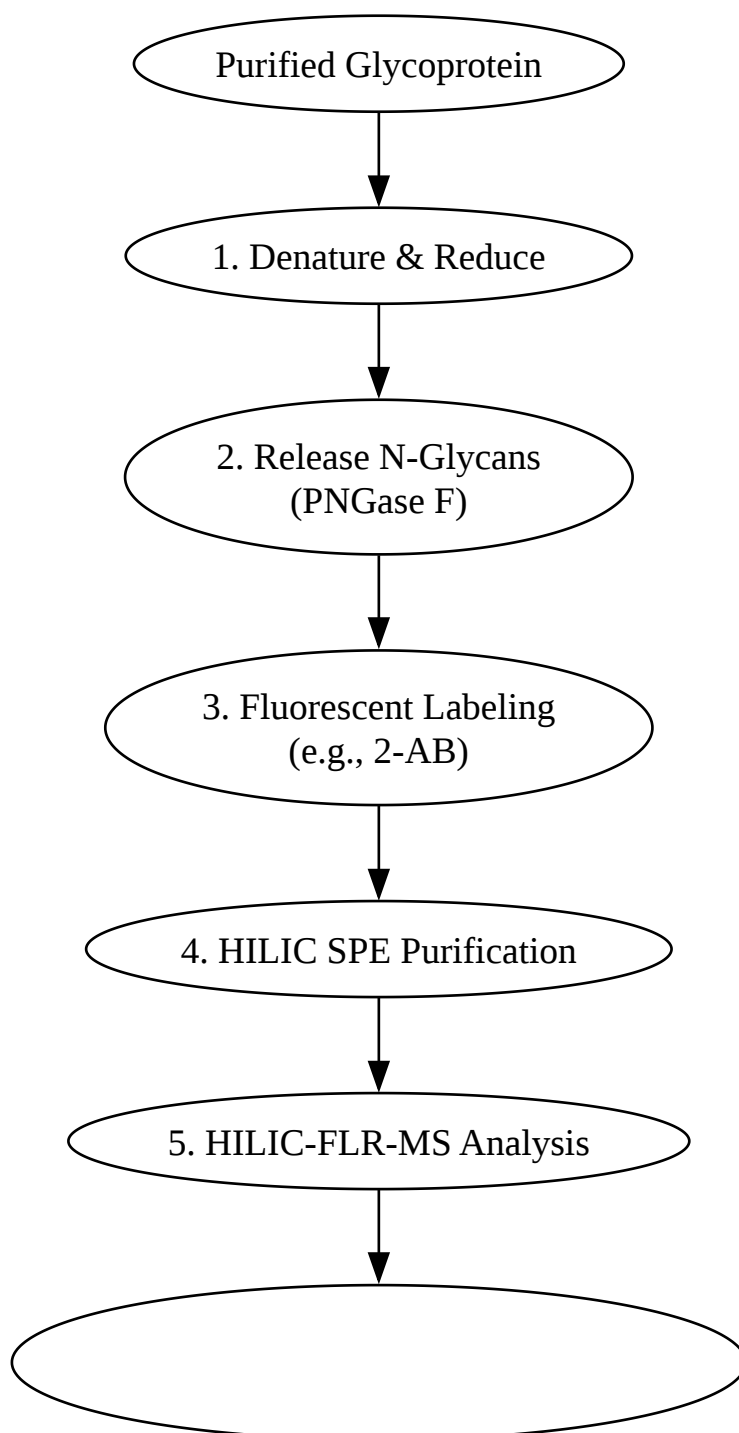 Purified Glycoprotein
1. Denature & Reduce
2. Release N-Glycans
(PNGase F)
3. Fluorescent Labeling
(e.g., 2-AB)
4. HILIC SPE Purification
5. HILIC-FLR-MS Analysis